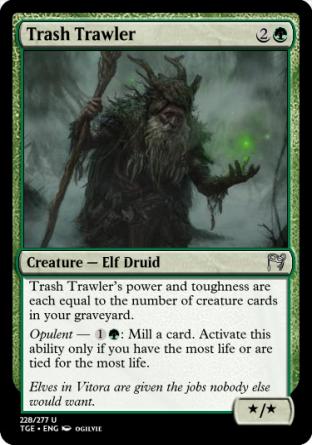 Trash Trawler 2
Creature — Elf Druid
Trash Trawler's power and toughness are
each equal to the number of creature cards
in your graveyard.
Opulent — 1: Mill a card. Activate this
ability only if you have the most life or are
tied for the most life.
Elves in Vitora are given the jobs nobody else
would want.
*/*
228/277 U
TGE • ENG OGILVIE